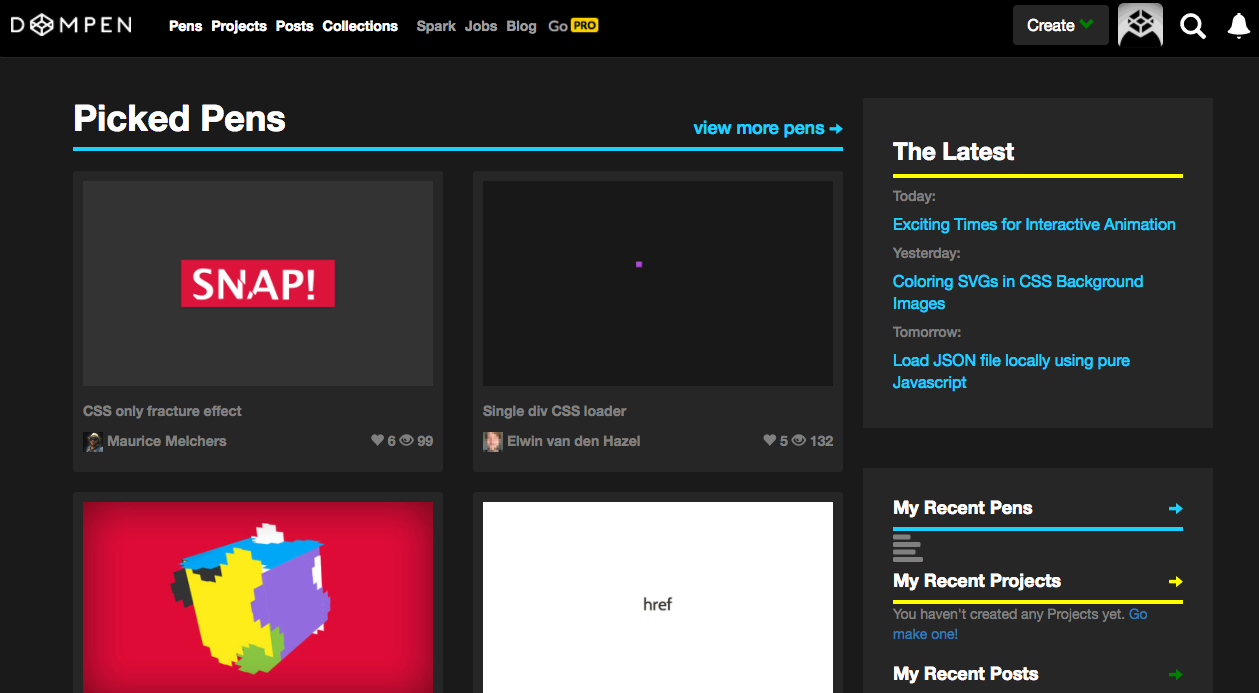 DOMPEN
Pens Projects Posts Collections Spark Jobs Blog Go PRO
Create
Picked Pens
view more pens
SNAP!
CSS only fracture effect
Maurice Melchers 6 99
Single div CSS loader
Elwin van den Hazel 5 132
href
The Latest
Today:
Exciting Times for Interactive Animation
Yesterday:
Coloring SVGs in CSS Background
Images
Tomorrow:
Load JSON file locally using pure
Javascript
My Recent Pens
My Recent Projects
You haven't created any Projects yet. Go
make one!
My Recent Posts